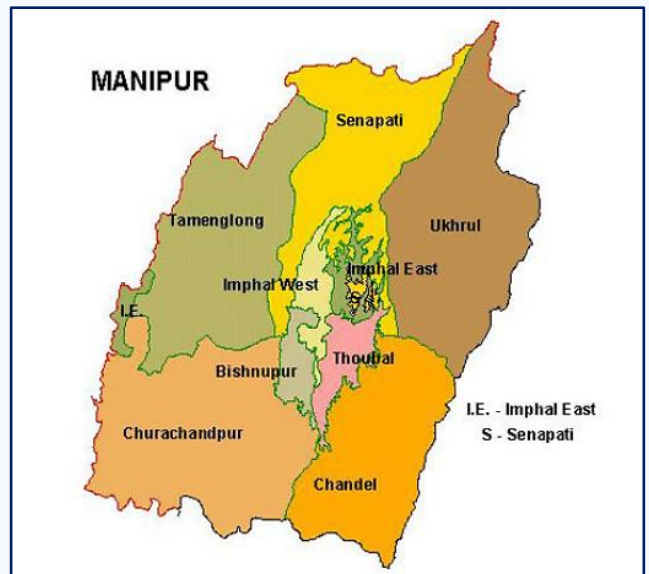 MANIPUR
Senapati
Tamenglong
Ukhrul
Imphal East
Imphal West
S
I.E.
Thoubal
Bishnupur
I.E. - Imphal East
Churachandpur
S - Senapati
Chandel